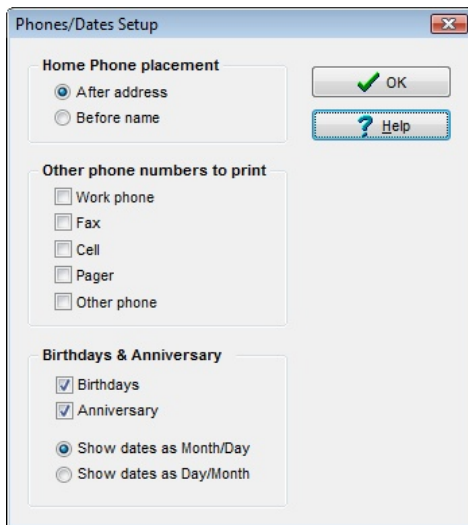 Phones/Dates Setup
Home Phone placement
After address
Before name
OK
Help
Other phone numbers to print
Work phone
Fax
Cell
Pager
Other phone
Birthdays & Anniversary
Birthdays
Anniversary
Show dates as Month/Day
Show dates as Day/Month